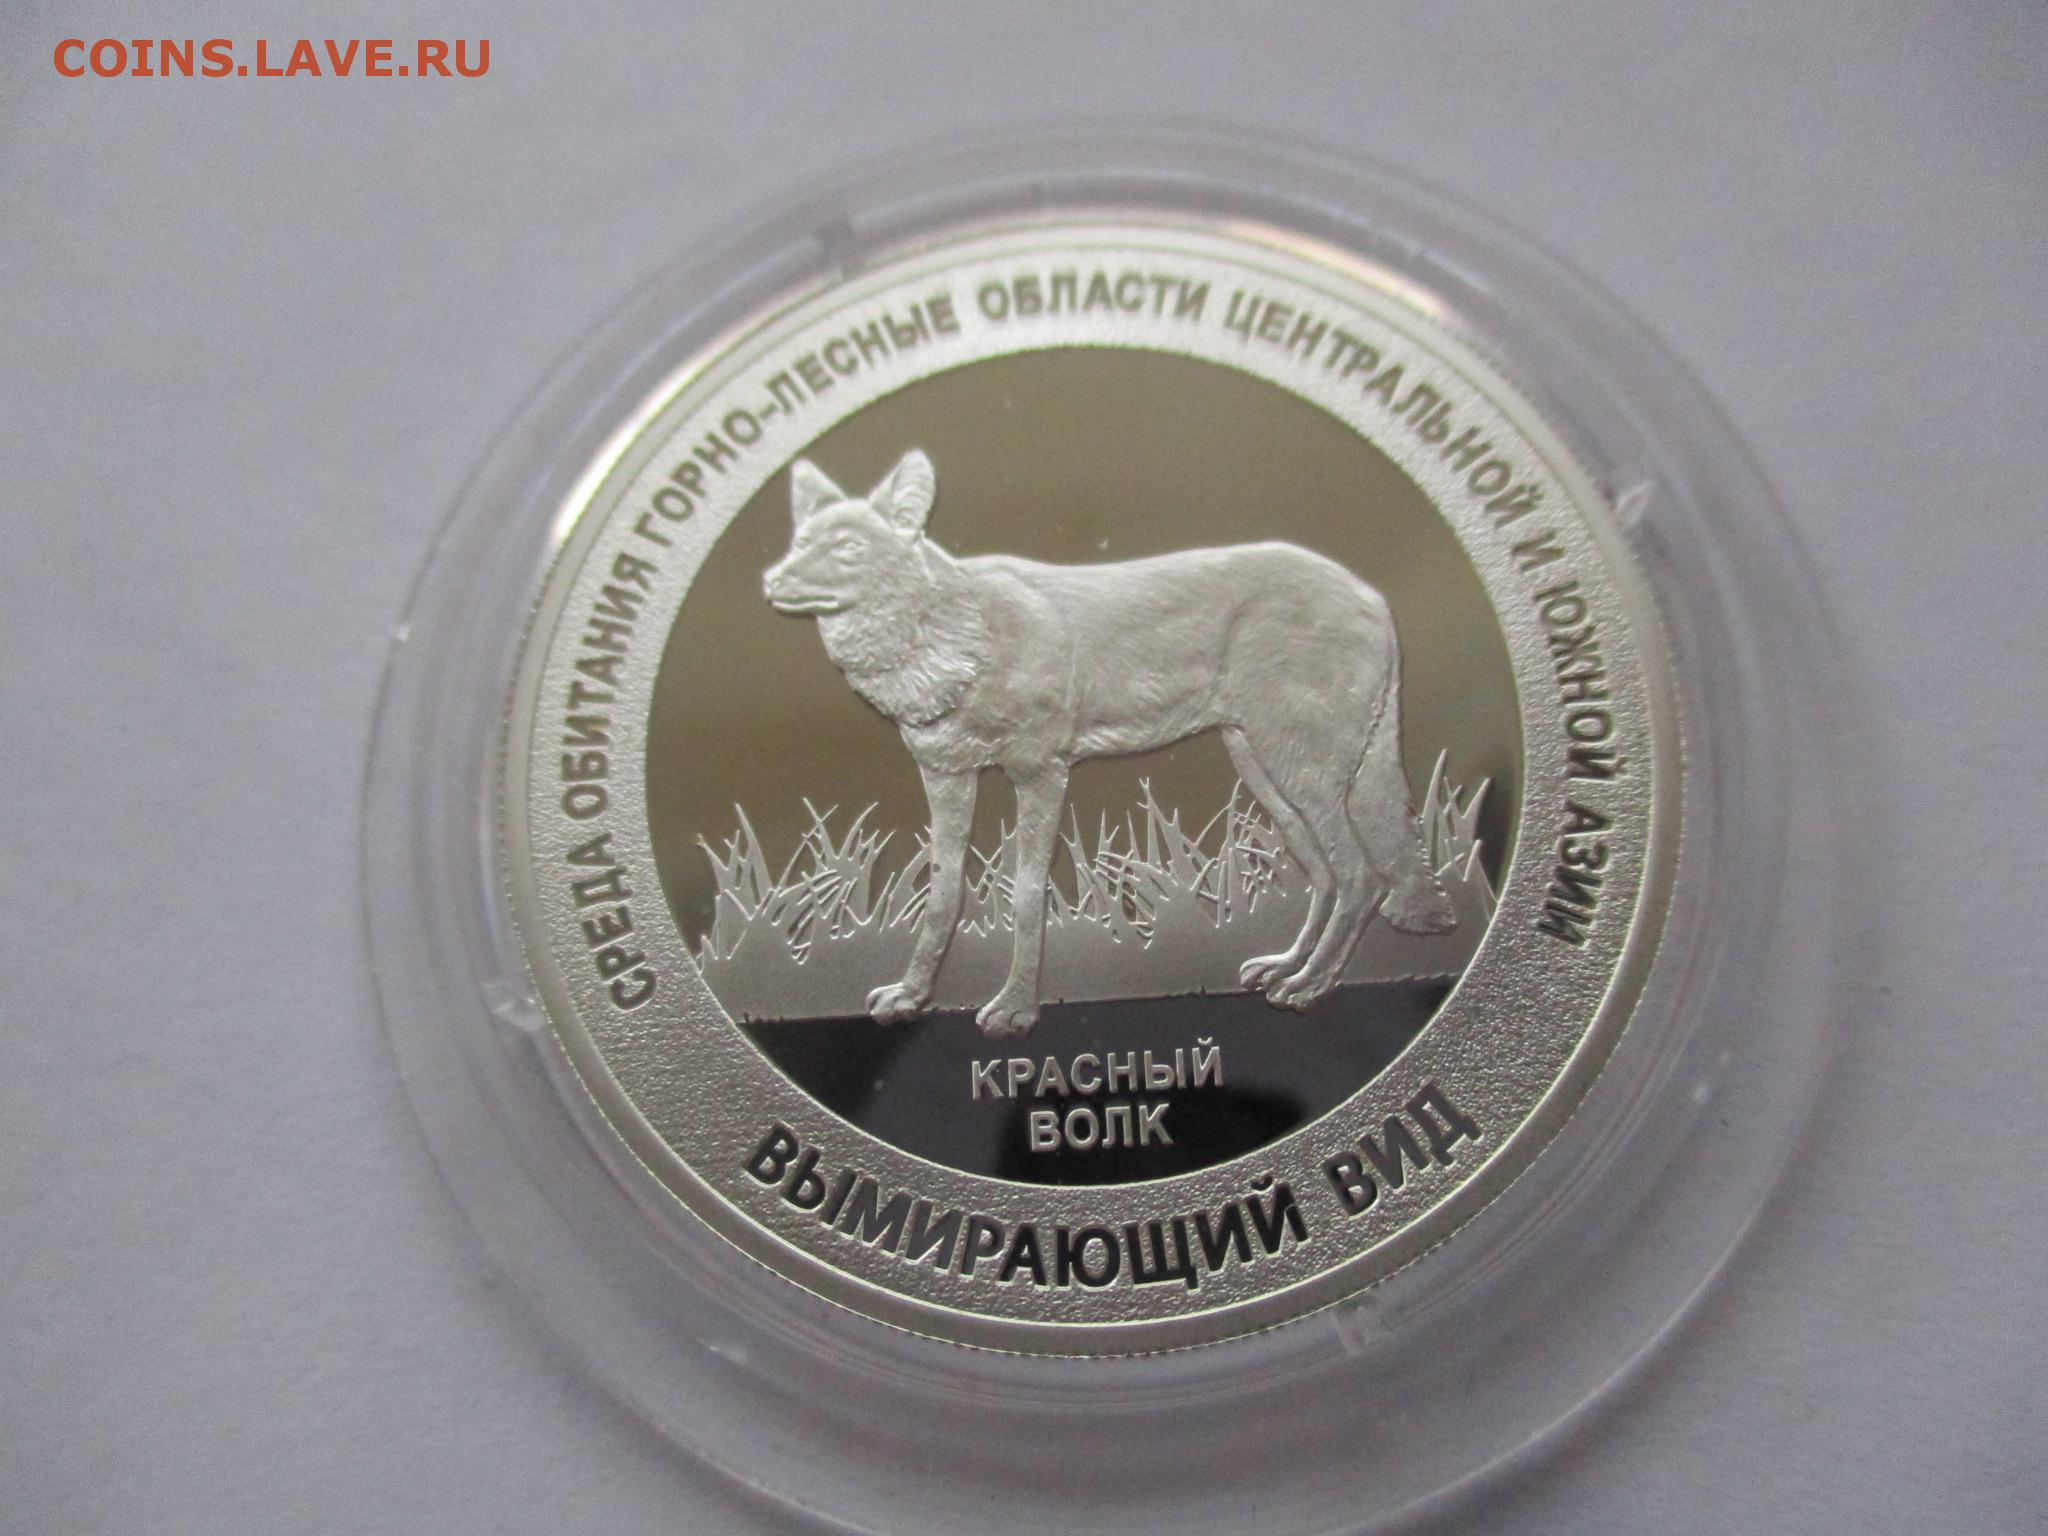 COINS.LAVE.RU
СРЕДА ОБИТАНИЯ ГОРНО-ЛЕСНЫЕ ОБЛАСТИ ЦЕНТРАЛЬНОЙ И ЮЖНОЙ АЗИИ
КРАСНЫЙ
ВОЛК
ВЫМИРАЮЩИЙ ВИД